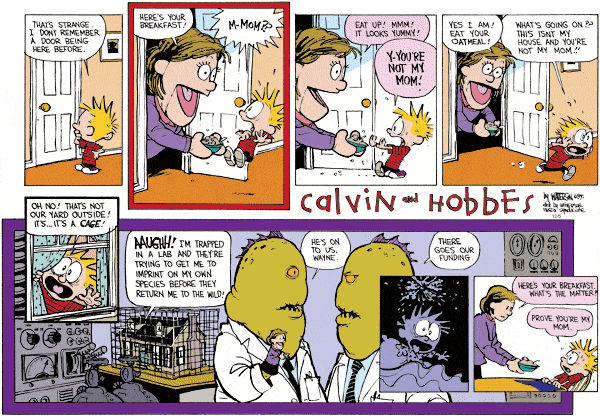 THAT'S STRANGE.
I DON'T REMEMBER
A DOOR BEING
HERE BEFORE.
HERE'S YOUR
BREAKFAST!
M-MOM??
EAT UP! MMM!
IT LOOKS YUMMY!
Y-YOU'RE
NOT MY
MOM!
YES I AM!
EAT YOUR
OATMEAL!
WHAT'S GOING ON??
THIS ISN'T MY
HOUSE AND YOU'RE
NOT MY MOM!!
calvin and HOBBES
by WATTERSON
OH NO! THAT'S NOT
OUR YARD OUTSIDE!
IT'S...IT'S A CAGE!
AAUGHH! I'M TRAPPED
IN A LAB AND THEY'RE
TRYING TO GET ME TO
IMPRINT ON MY OWN
SPECIES BEFORE THEY
RETURN ME TO THE WILD!
HE'S ON
TO US,
WAYNE.
THERE
GOES OUR
FUNDING.
HERE'S YOUR BREAKFAST.
WHAT'S THE MATTER?
PROVE YOU'RE MY
MOM.